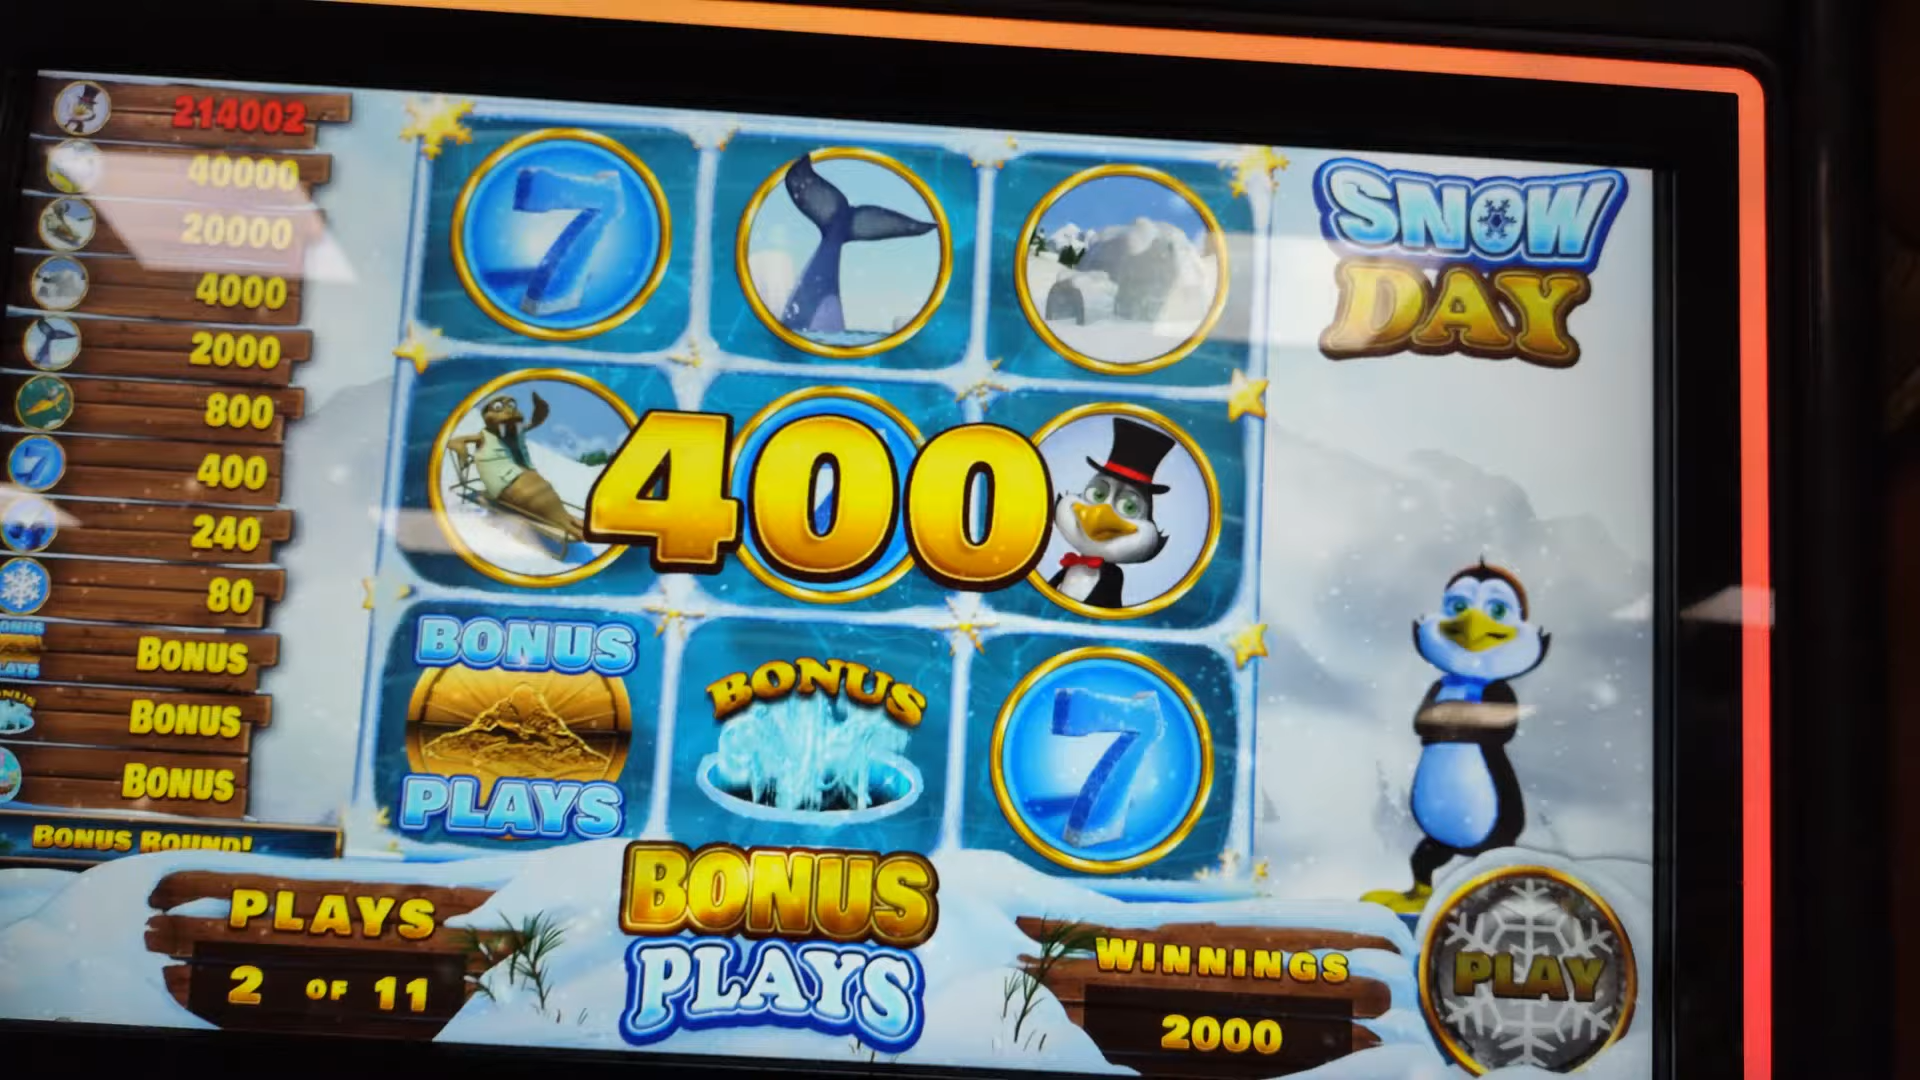 214002
40000
20000
4000
2000
800
400
240
80
BONUS
BONUS
BONUS
BONUS ROUND!
7
400
BONUS
PLAYS
BONUS
7
SNOW
DAY
PLAYS
2 OF 11
BONUS
PLAYS
WINNINGS
2000
PLAY